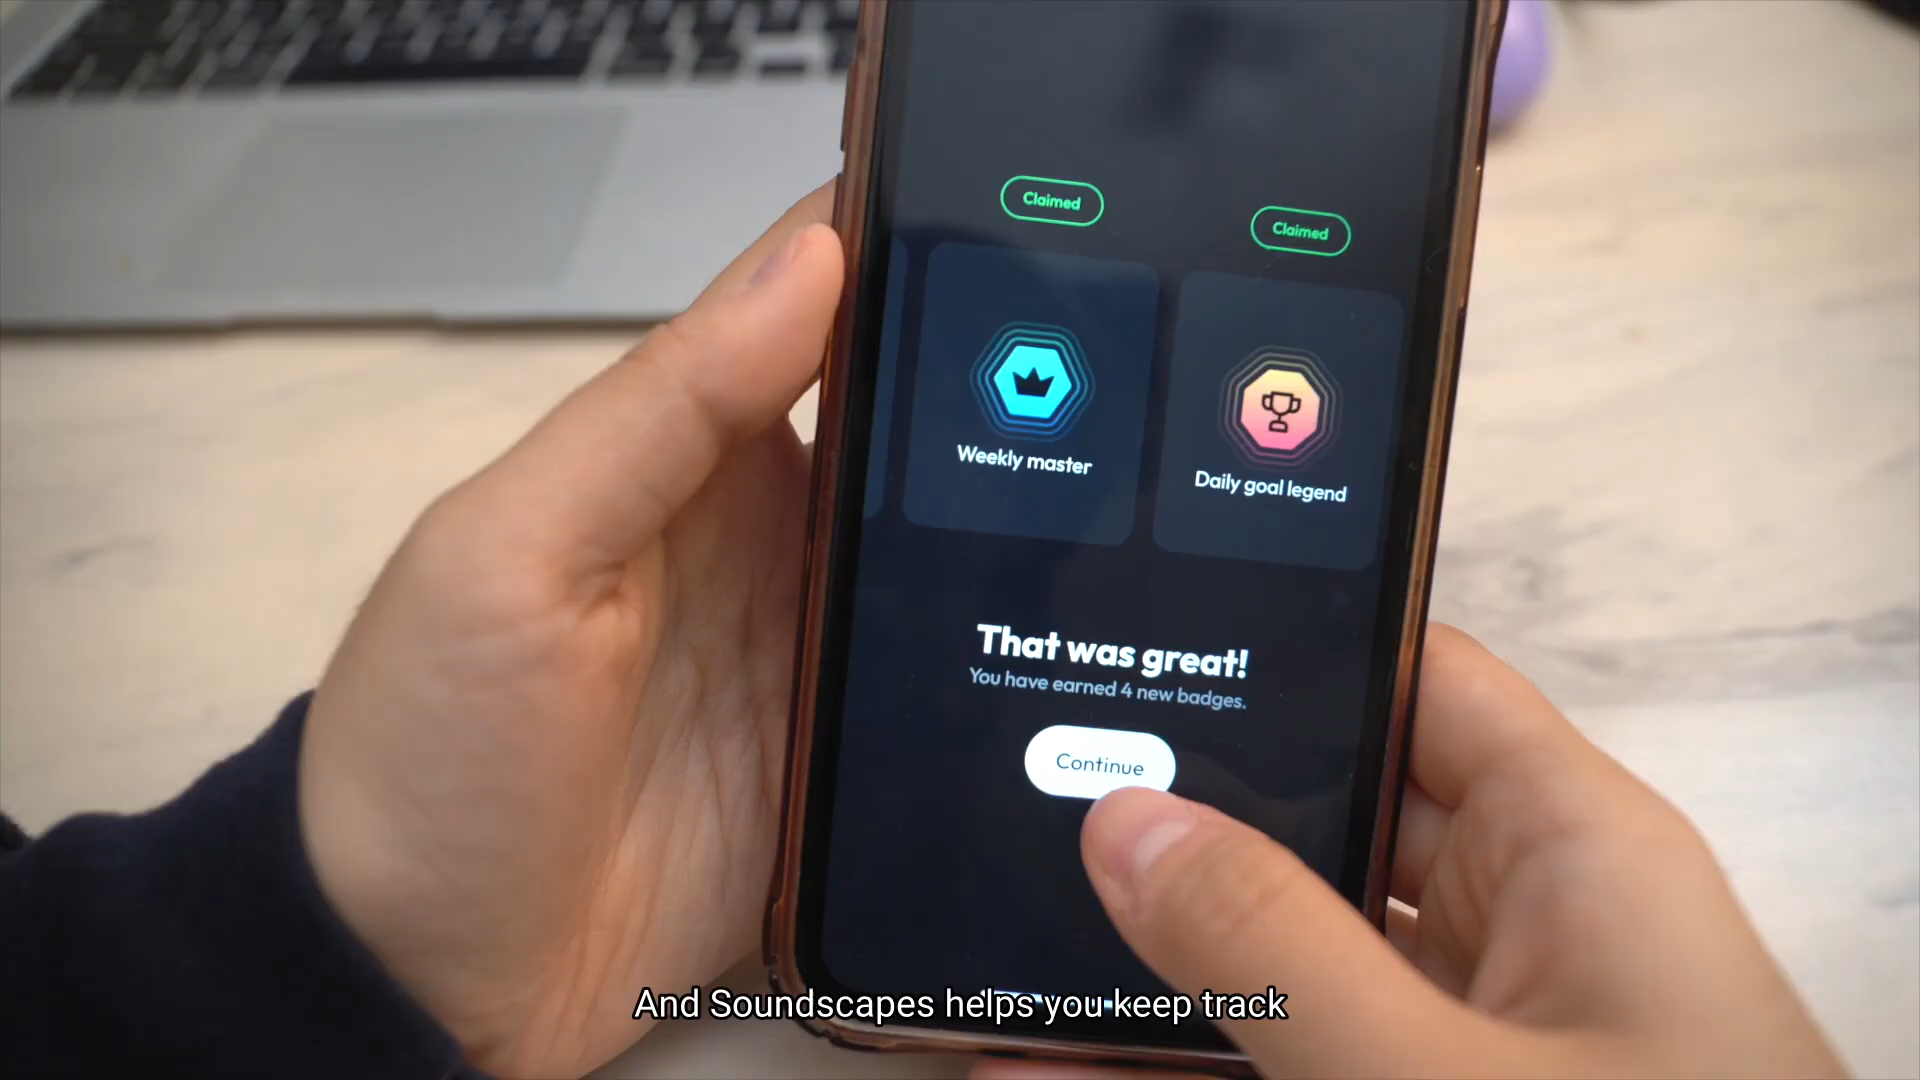 Claimed
Claimed
Weekly master
Daily goal legend
That was great!
You have earned 4 new badges.
Continue
And Soundscapes helps you keep track